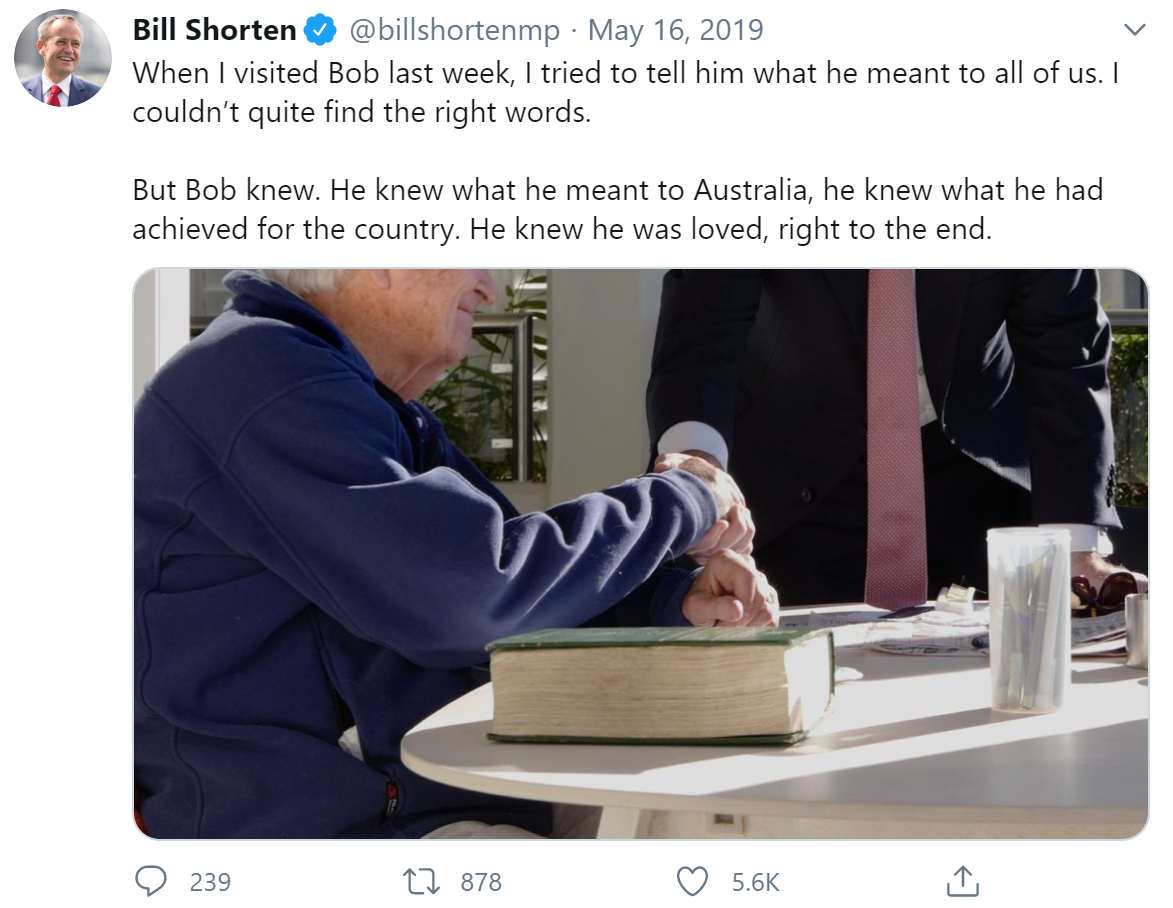 Bill Shorten @billshortenmp · May 16, 2019
When I visited Bob last week, I tried to tell him what he meant to all of us. I
couldn’t quite find the right words.
But Bob knew. He knew what he meant to Australia, he knew what he had
achieved for the country. He knew he was loved, right to the end.
239 878 5.6K